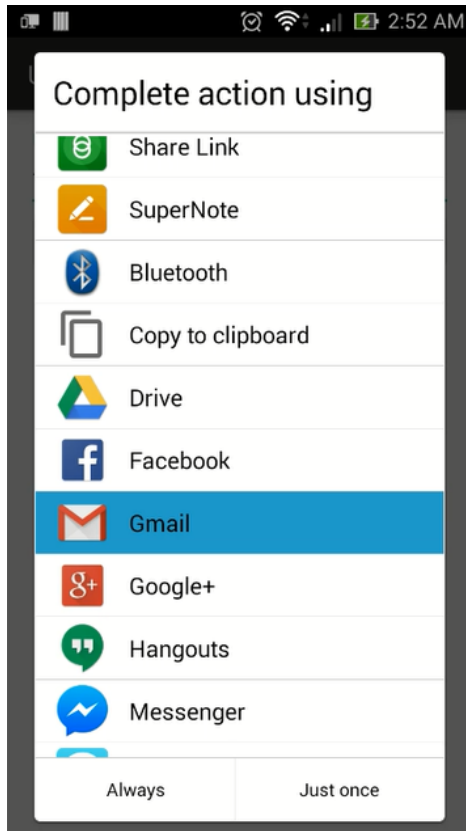 2:52 AM
Complete action using
Share Link
SuperNote
Bluetooth
Copy to clipboard
Drive
Facebook
Gmail
Google+
Hangouts
Messenger
Always
Just once